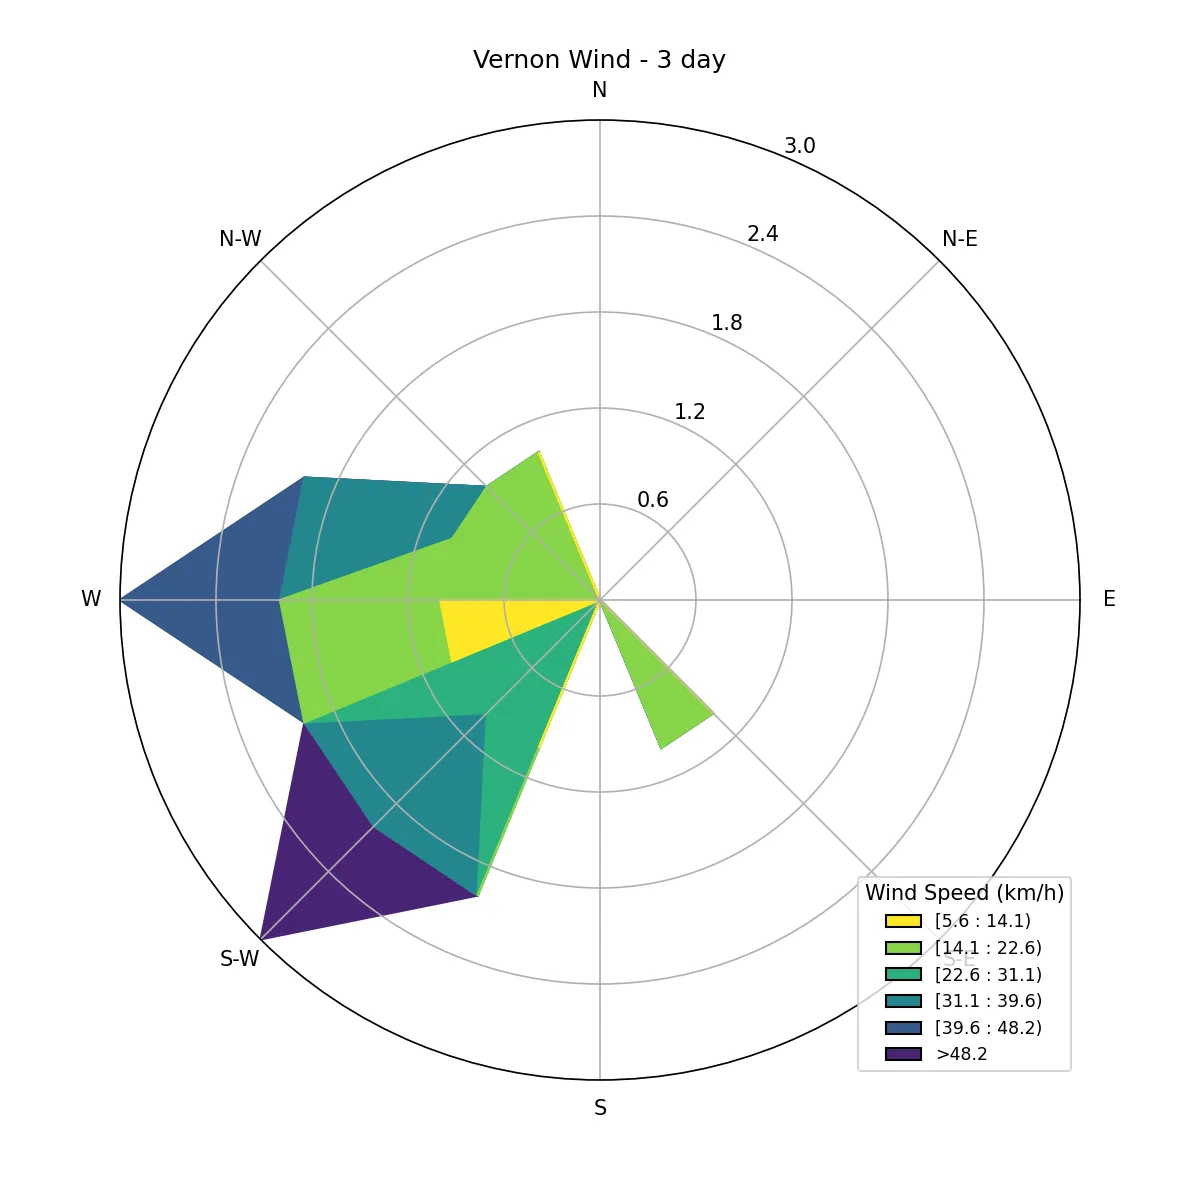 Vernon Wind - 3 day
N
3.0
2.4
N-W
N-E
1.8
1.2
0.6
W
E
Wind Speed (km/h)
[5.6 : 14.1)
[14.1 : 22.6)
S-W
S-E
[22.6 : 31.1)
[31.1 : 39.6)
[39.6 : 48.2)
>48.2
S